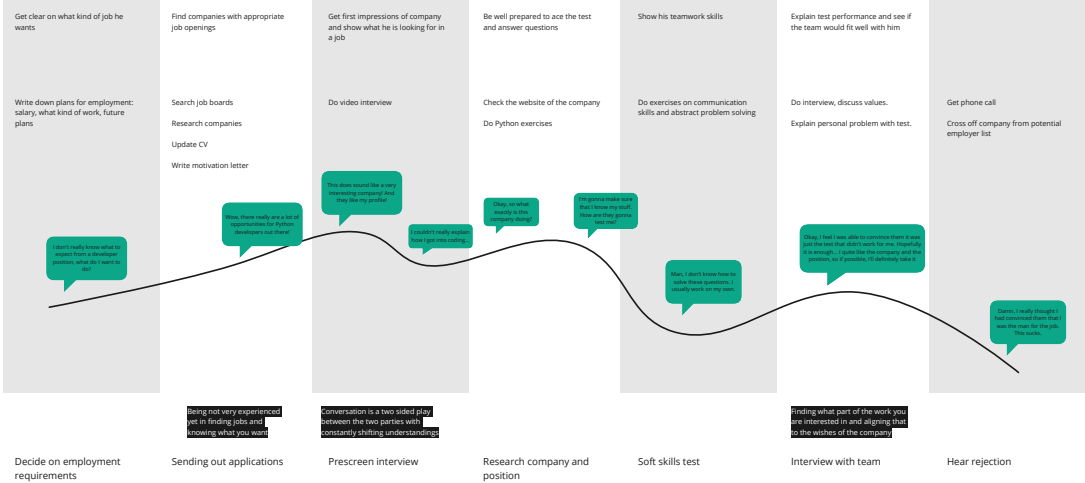 Get clear on what kind of job he
wants
Find companies with appropriate
job openings
Get first impressions of company
and show what he is looking for in
a job
Be well prepared to ace the test
and answer questions
Show his teamwork skills
Explain test performance and see if
the team would fit well with him
Write down plans for employment:
salary, what kind of work, future
plans
Search job boards
Research companies
Update CV
Write motivation letter
Do video interview
Check the website of the company
Do Python exercises
Do exercises on communication
skills and abstract problem solving
Do interview, discuss values.
Explain personal problem with test.
Get phone call
Cross off company from potential
employer list
I don't really know what to
expect from a developer
position, what do I want to
do?
Wow, there really are a lot of
opportunities for Python
developers out there!
This does sound like a very
interesting company! And
they like my profile!
I couldn't really explain
how I got into coding...
Okay, so what
exactly is this
company doing?
I'm gonna make sure
that I know my stuff.
How are they gonna
test me?
Man, I don't know how to
solve these questions. I
usually work on my own.
Okay, I feel I was able to convince them it was
just the test that didn't work for me. Hopefully
it is enough... I quite like the company and the
position, so if possible, I'll definitely take it
Damn, I really thought I
had convinced them that I
was the man for the job.
This sucks.
Being not very experienced
yet in finding jobs and
knowing what you want
Conversation is a two sided play
between the two parties with
constantly shifting understandings
Finding what part of the work you
are interested in and aligning that
to the wishes of the company
Decide on employment
requirements
Sending out applications
Prescreen interview
Research company and
position
Soft skills test
Interview with team
Hear rejection